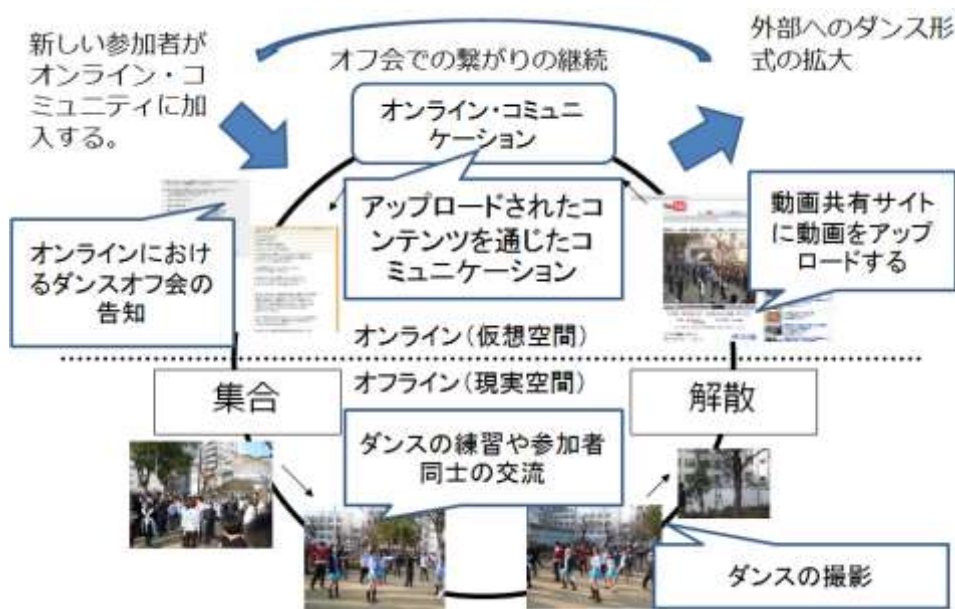 新しい参加者が
オンライン・コ
ミュニティに加
入する。
オフ会での繋がりの継続
外部へのダンス形
式の拡大
オンライン・コミュニ
ケーション
アップロードされたコ
ンテンツを通じたコ
ミュニケーション
オンラインにおけ
るダンスオフ会の
告知
動画共有サイト
に動画をアップ
ロードする
オンライン(仮想空間)
オフライン(現実空間)
集合
解散
ダンスの練習や参加者
同士の交流
ダンスの撮影